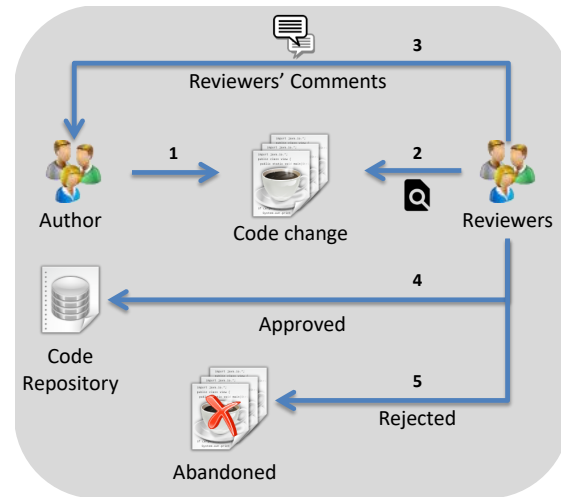 3
Reviewers' Comments
1
2
Author
Code change
Reviewers
4
Approved
Code
Repository
5
Rejected
Abandoned